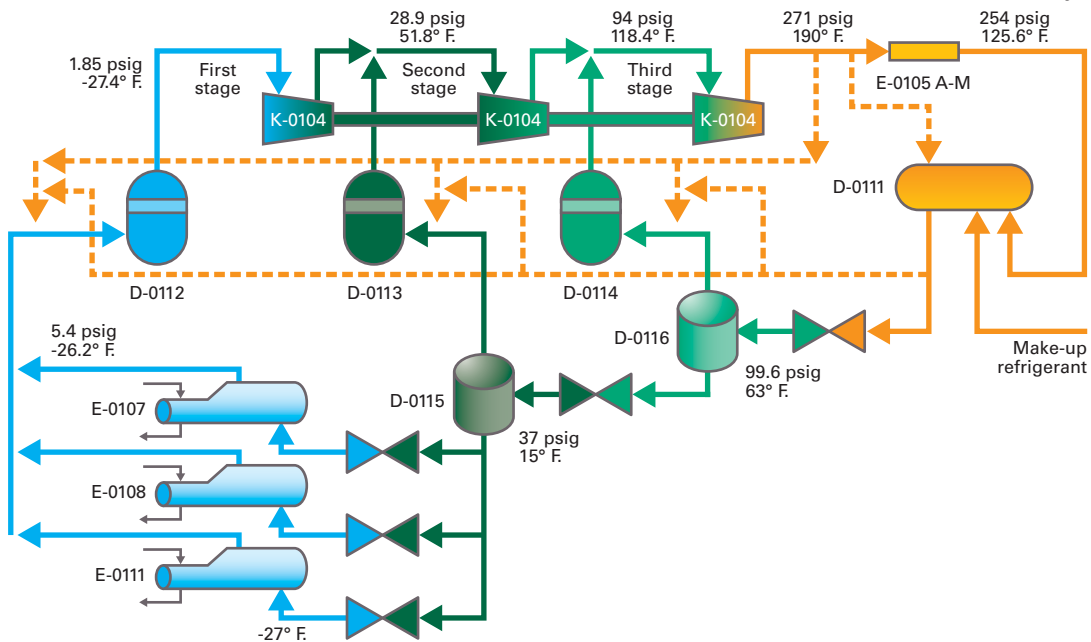 28.9 psig
51.8° F.
94 psig
118.4° F.
271 psig
190° F.
254 psig
125.6° F.
1.85 psig
-27.4° F.
First
stage
Second
stage
Third
stage
E-0105 A-M
K-0104
K-0104
K-0104
D-0111
D-0112
D-0113
D-0114
5.4 psig
-26.2° F.
D-0116
Make-up
refrigerant
99.6 psig
63° F.
D-0115
E-0107
37 psig
15° F.
E-0108
E-0111
-27° F.